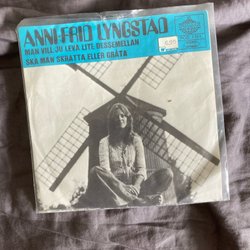 ANNI-FRID LYNGSTAD
MAN VILL JU LEVA LITE DESSEMELLAN
SKA MAN SKRATTA ELLER GRÅTA